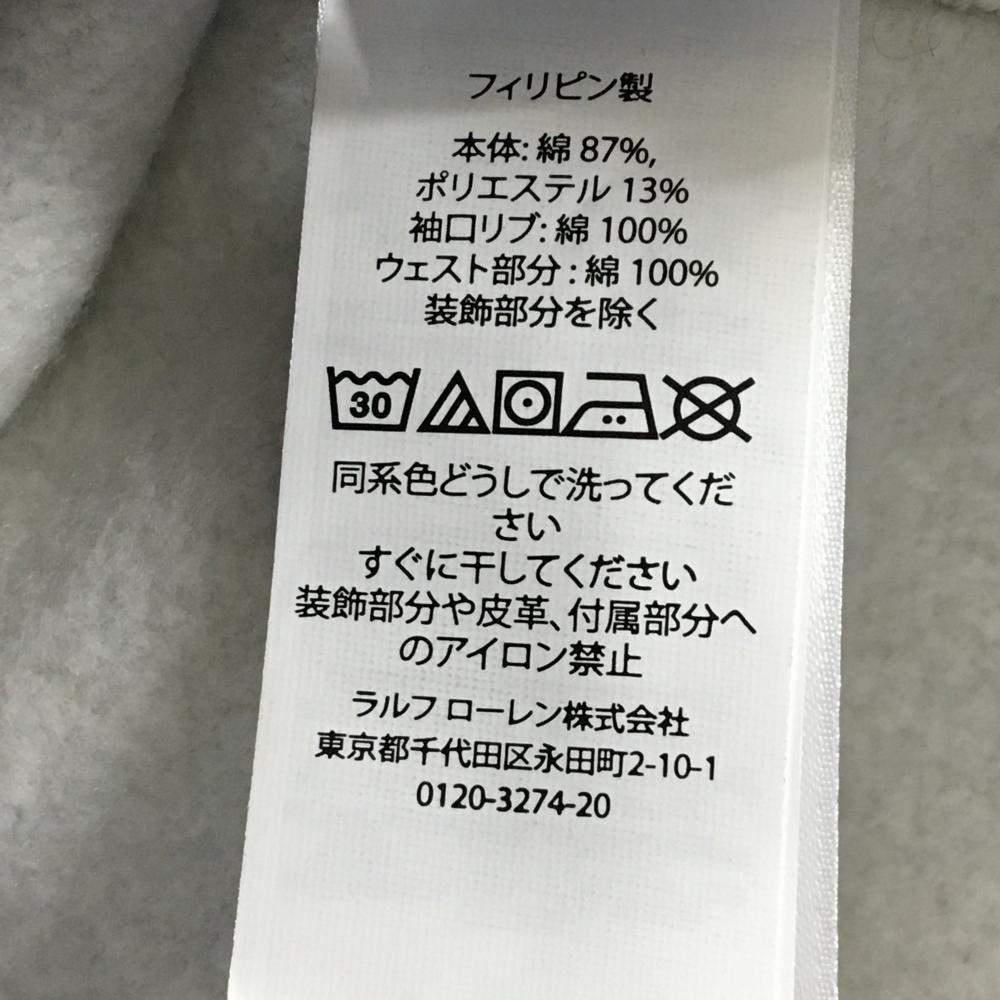 フィリピン製
本体: 綿 87%,
ポリエステル 13%
袖口リブ: 綿 100%
ウェスト部分 : 綿 100%
装飾部分を除く
30
同系色どうしで洗ってくだ
さい
すぐに干してください
装飾部分や皮革、付属部分へ
のアイロン禁止
ラルフ ローレン株式会社
東京都千代田区永田町2-10-1
0120-3274-20